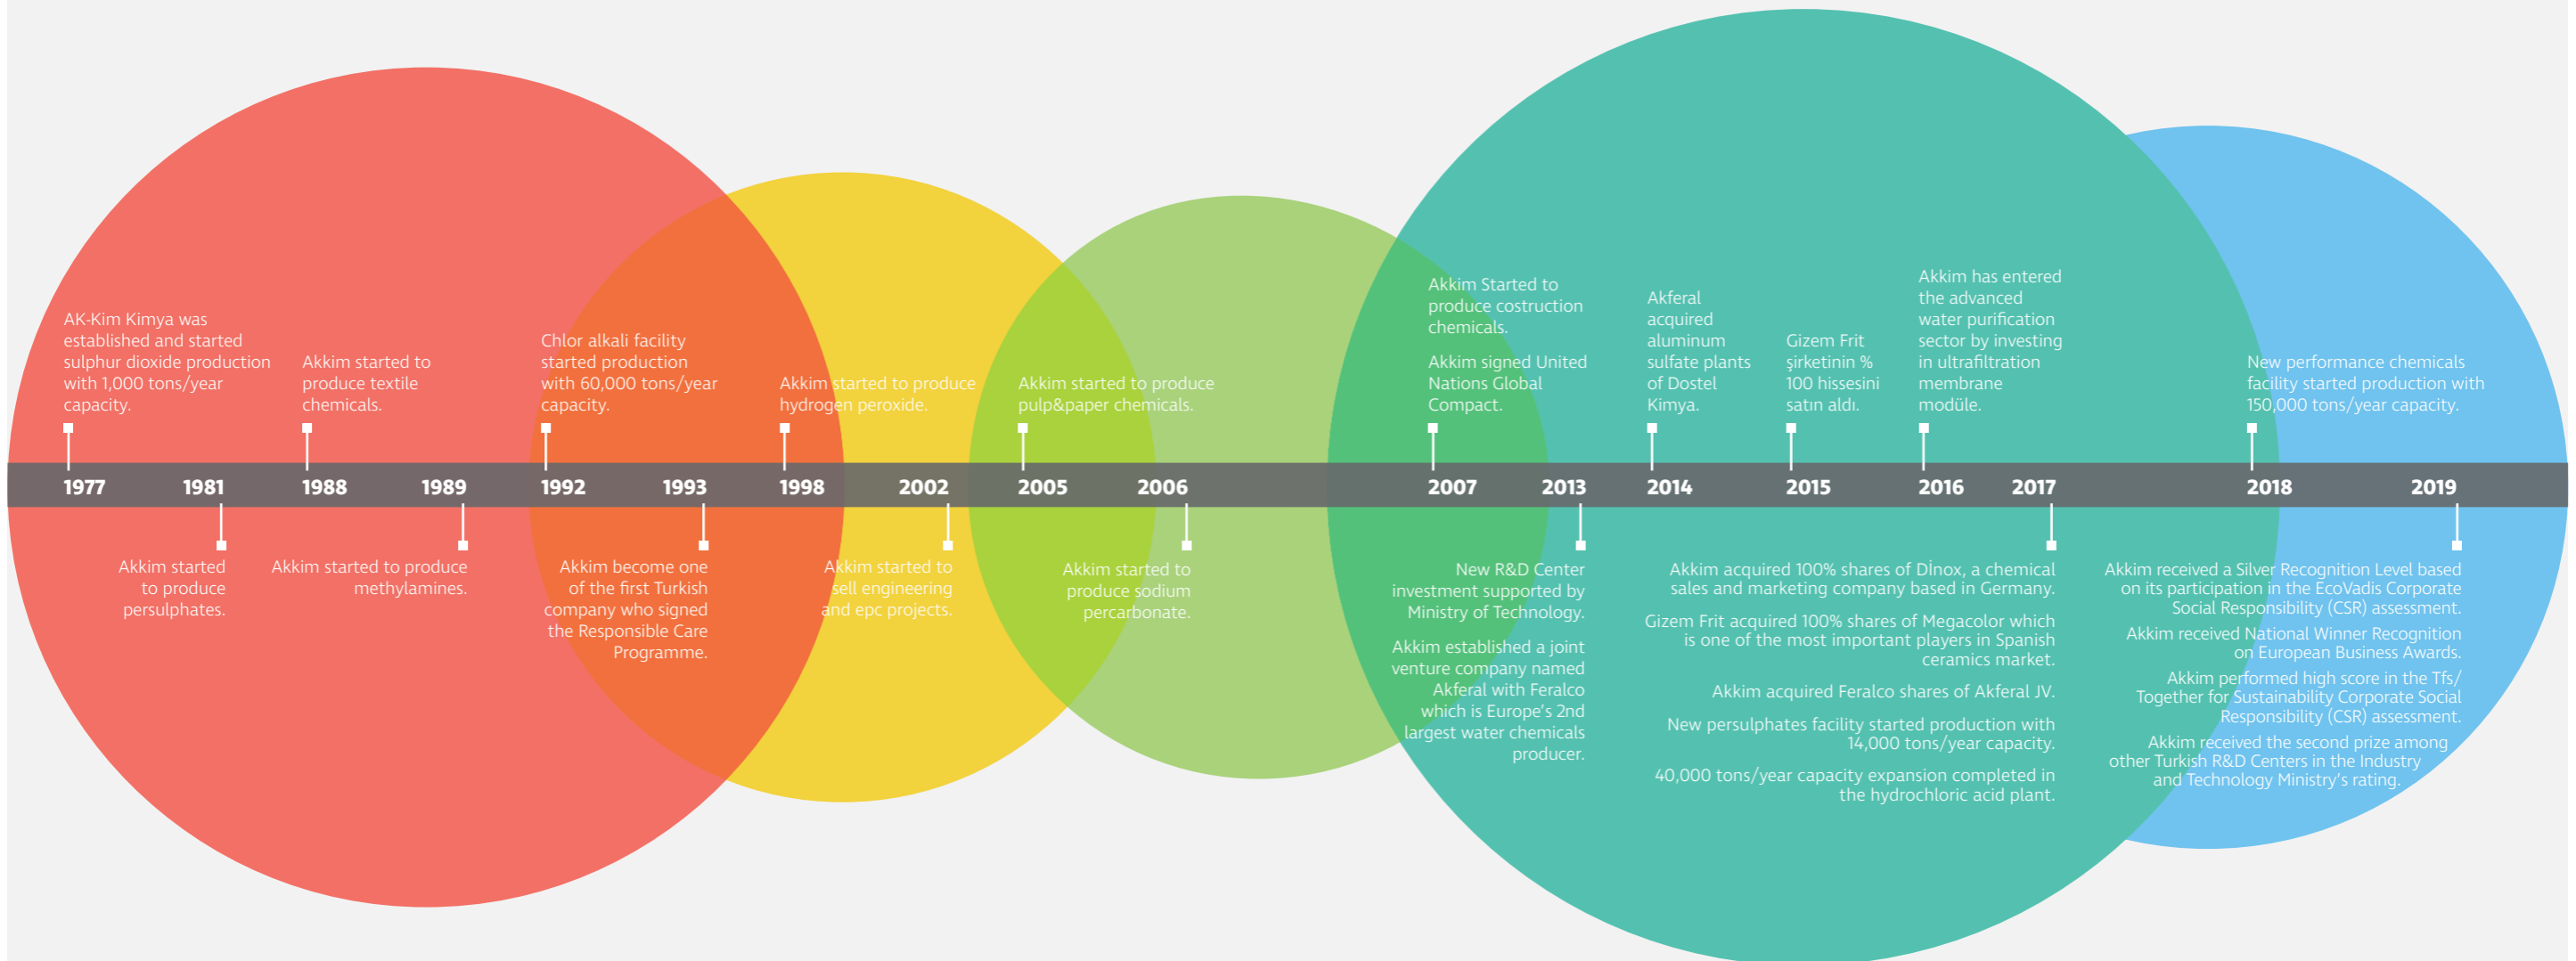 AK-Kim Kimya was
established and started
sulphur dioxide production
with 1,000 tons/year
capacity.
Akkim started to
produce textile
chemicals.
Chlor alkali facility
started production
with 60,000 tons/year
capacity.
Akkim started to produce
hydrogen peroxide.
Akkim started to produce
pulp&paper chemicals.
Akkim Started to
produce costruction
chemicals.
Akkim signed United
Nations Global
Compact.
Akferal
acquired
aluminum
sulfate plants
of Dostel
Kimya.
Gizem Frit
şirketinin %
100 hissesini
satın aldı.
Akkim has entered
the advanced
water purification
sector by investing
in ultrafiltration
membrane
modüle.
New performance chemicals
facility started production with
150,000 tons/year capacity.
1977 1981 1988 1989 1992 1993 1998 2002 2005 2006 2007 2013 2014 2015 2016 2017 2018 2019
Akkim started
to produce
persulphates.
Akkim started to produce
methylamines.
Akkim become one
of the first Turkish
company who signed
the Responsible Care
Programme.
Akkim started to
sell engineering
and epc projects.
Akkim started to
produce sodium
percarbonate.
New R&D Center
investment supported by
Ministry of Technology.
Akkim established a joint
venture company named
Akferal with Feralco
which is Europe's 2nd
largest water chemicals
producer.
Akkim acquired 100% shares of Dİnox, a chemical
sales and marketing company based in Germany.
Gizem Frit acquired 100% shares of Megacolor which
is one of the most important players in Spanish
ceramics market.
Akkim acquired Feralco shares of Akferal JV.
New persulphates facility started production with
14,000 tons/year capacity.
40,000 tons/year capacity expansion completed in
the hydrochloric acid plant.
Akkim received a Silver Recognition Level based
on its participation in the EcoVadis Corporate
Social Responsibility (CSR) assessment.
Akkim received National Winner Recognition
on European Business Awards.
Akkim performed high score in the Tfs/
Together for Sustainability Corporate Social
Responsibility (CSR) assessment.
Akkim received the second prize among
other Turkish R&D Centers in the Industry
and Technology Ministry's rating.